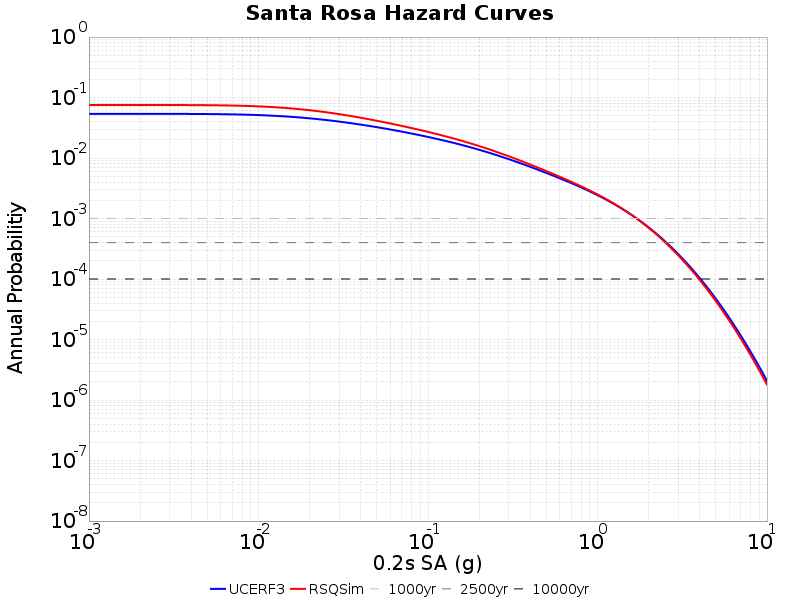 Santa Rosa Hazard Curves
10^0
10^-1
10^-2
10^-3
10^-4
10^-5
10^-6
10^-7
10^-8
Annual Probabilitiy
10^-3 10^-2 10^-1 10^0 10^1
0.2s SA (g)
UCERF3 RSQSim 1000yr 2500yr 10000yr